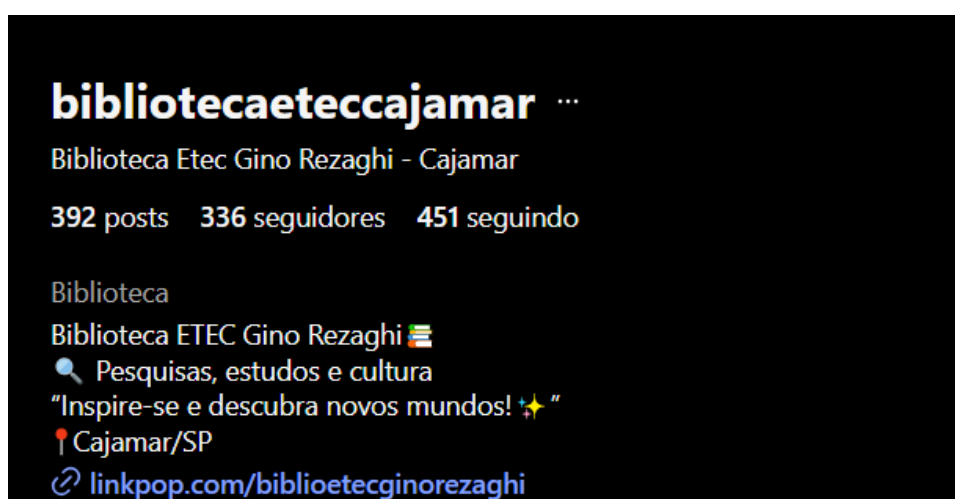 bibliotecaeteccajamar ...
Biblioteca Etec Gino Rezaghi - Cajamar
392 posts 336 seguidores 451 seguindo
Biblioteca
Biblioteca ETEC Gino Rezaghi📚
🔍 Pesquisas, estudos e cultura
“Inspire-se e descubra novos mundos!✨”
📍Cajamar/SP
linkpop.com/biblioetecginorezaghi